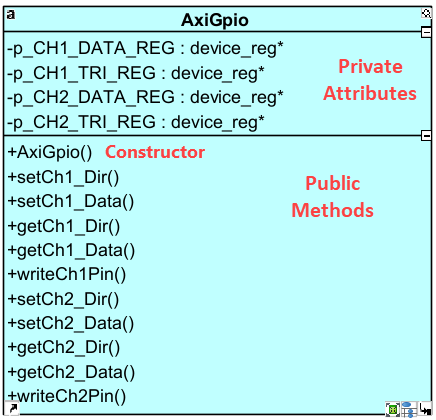 a
AxiGpio
-p_CH1_DATA_REG : device_reg*
-p_CH1_TRI_REG : device_reg*
-p_CH2_DATA_REG : device_reg*
-p_CH2_TRI_REG : device_reg*
Private
Attributes
+AxiGpio() Constructor
+setCh1_Dir()
+setCh1_Data()
+getCh1_Dir()
+getCh1_Data()
+writeCh1Pin()
+setCh2_Dir()
+setCh2_Data()
+getCh2_Dir()
+getCh2_Data()
+writeCh2Pin()
Public
Methods